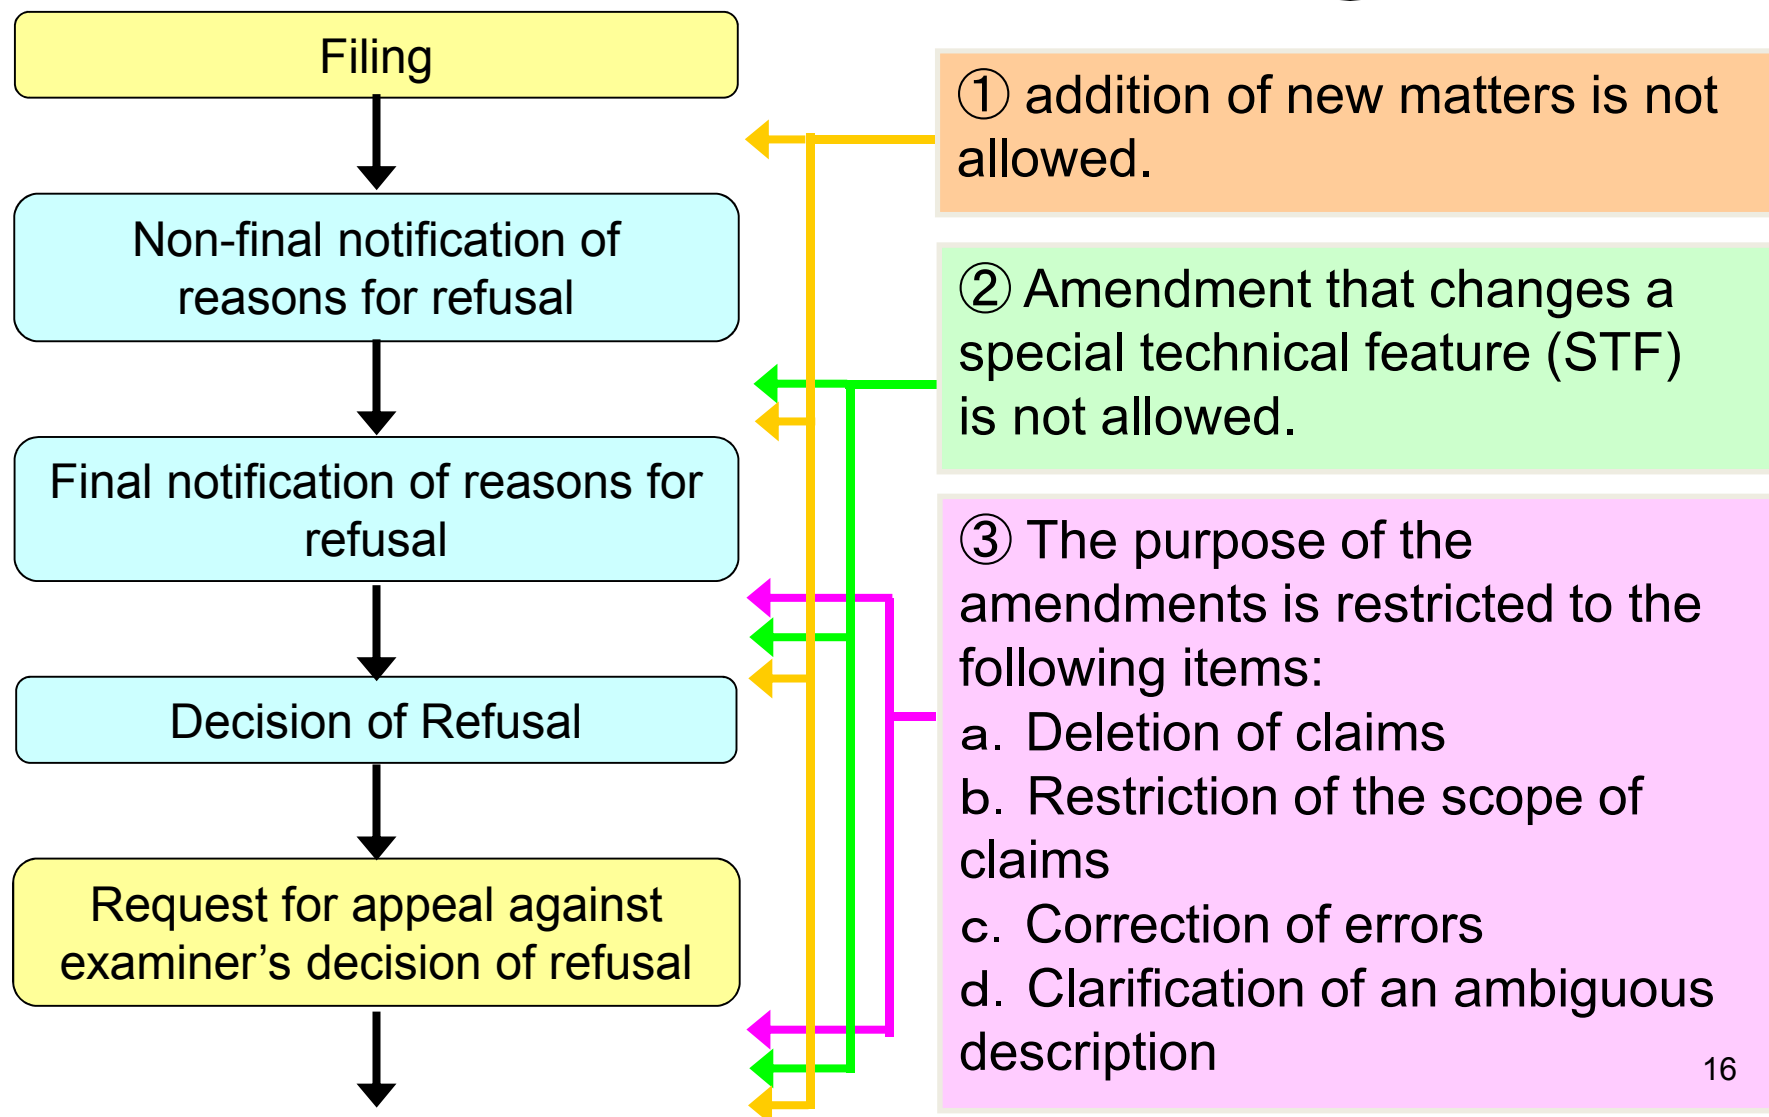 Filing
Non-final notification of
reasons for refusal
Final notification of reasons for
refusal
Decision of Refusal
Request for appeal against
examiner’s decision of refusal
① addition of new matters is not
allowed.
② Amendment that changes a
special technical feature (STF)
is not allowed.
③ The purpose of the
amendments is restricted to the
following items:
a. Deletion of claims
b. Restriction of the scope of
claims
c. Correction of errors
d. Clarification of an ambiguous
description
16